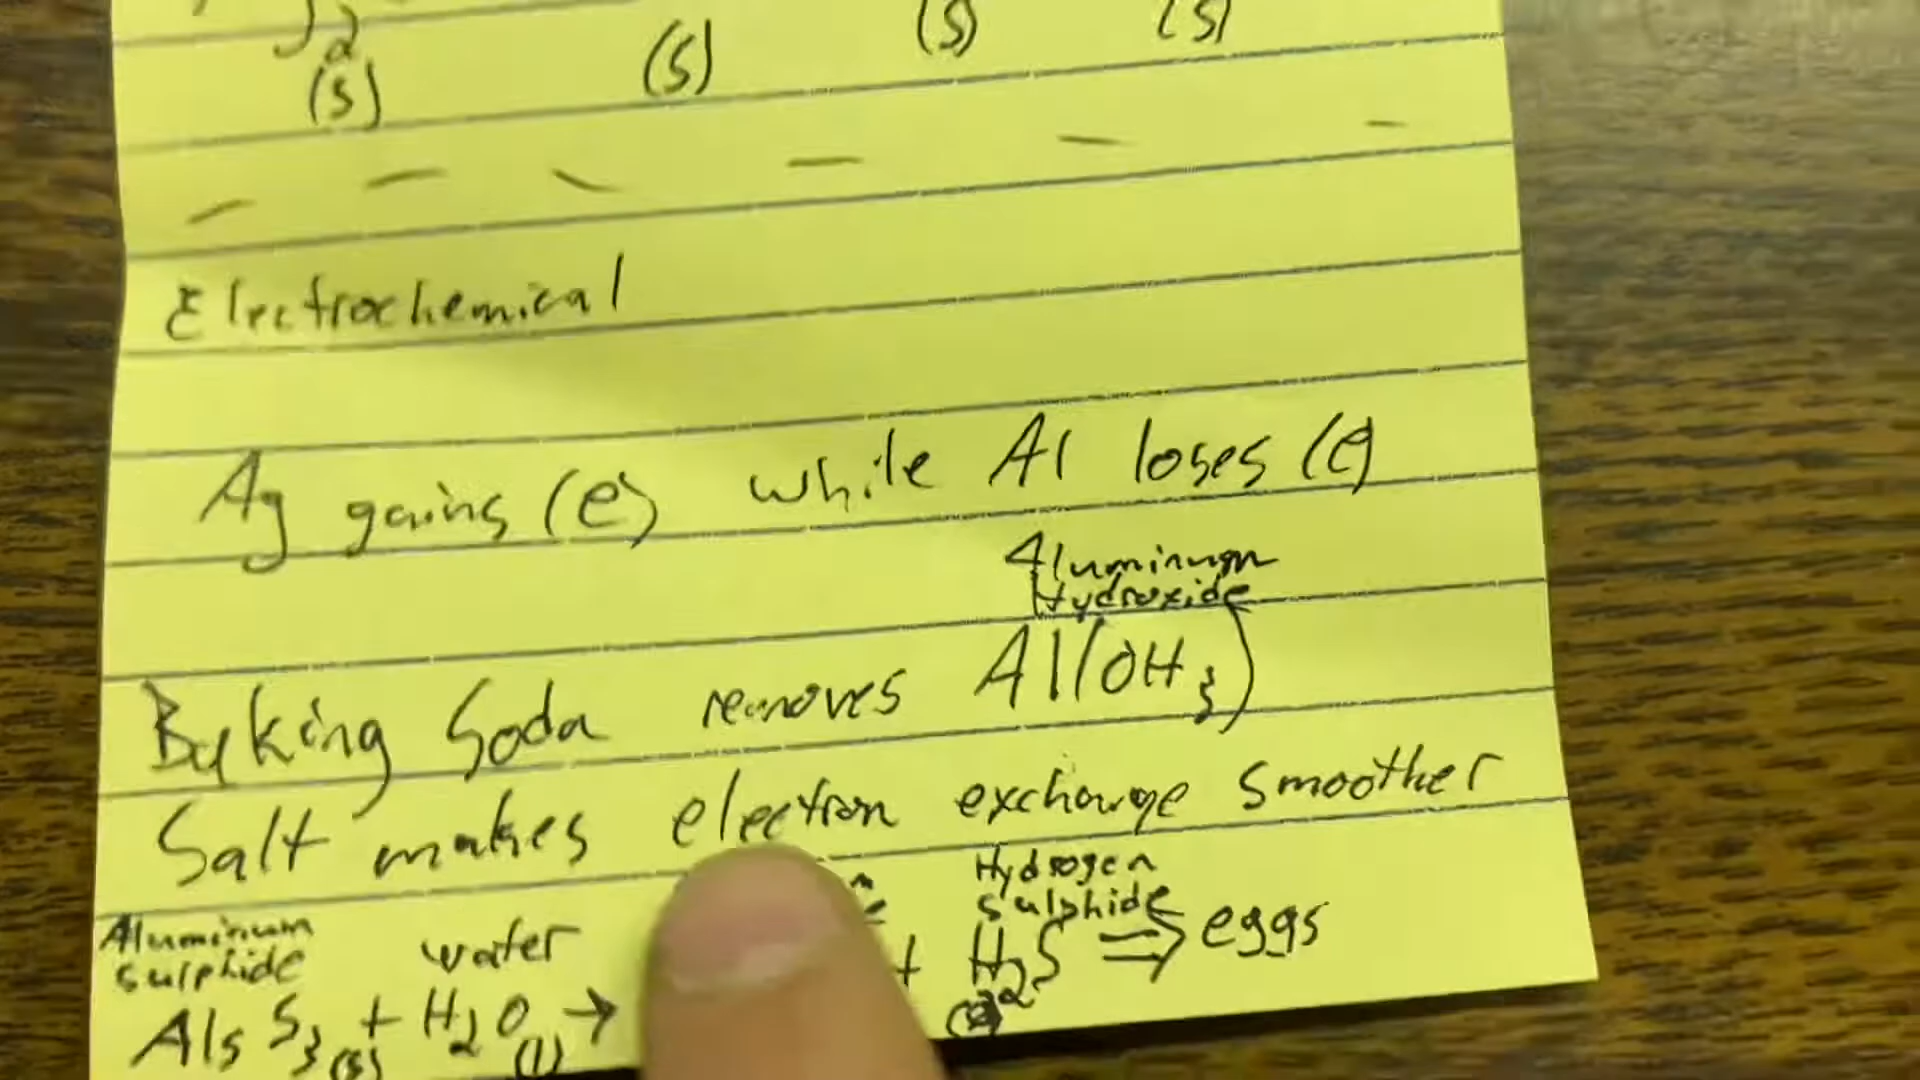 2
(s) (s) (s) (s)
Electrochemical
Ag gains (e) while Al loses (e)
Aluminum
Hydroxide
Baking Soda removes Al(OH3)
Salt makes electron exchange smoother
Hydrogen
sulphide
Aluminum
sulphide
water
+ H2S ⇒ eggs
S3(s) + H2O(l) →